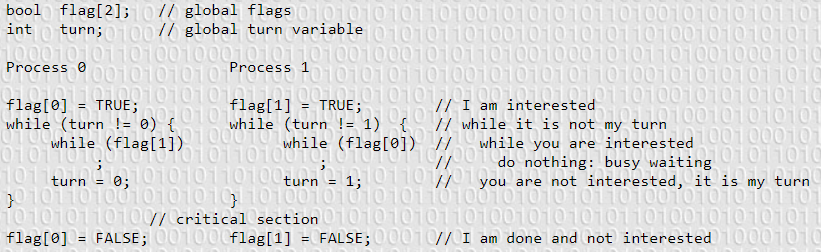 bool  flag[2];   // global flags
int   turn;      // global turn variable
Process 0               Process 1
flag[0] = TRUE;         flag[1] = TRUE;        // I am interested
while (turn != 0) {     while (turn != 1)  {   // while it is not my turn
while (flag[1])           while (flag[0])  //   while you are interested
;                        ;            //     do nothing: busy waiting
turn = 0;                 turn = 1;        //   you are not interested, it is my turn
}                       }
// critical section
flag[0] = FALSE;        flag[1] = FALSE;       // I am done and not interested